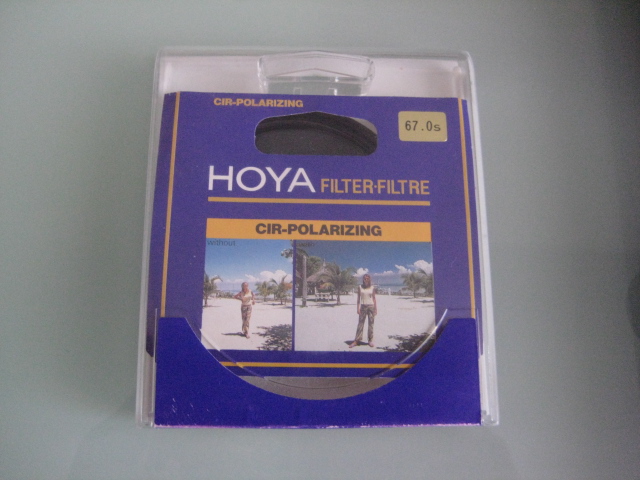 CIR-POLARIZING
67.0s
HOYA FILTER·FILTRE
CIR-POLARIZING
without